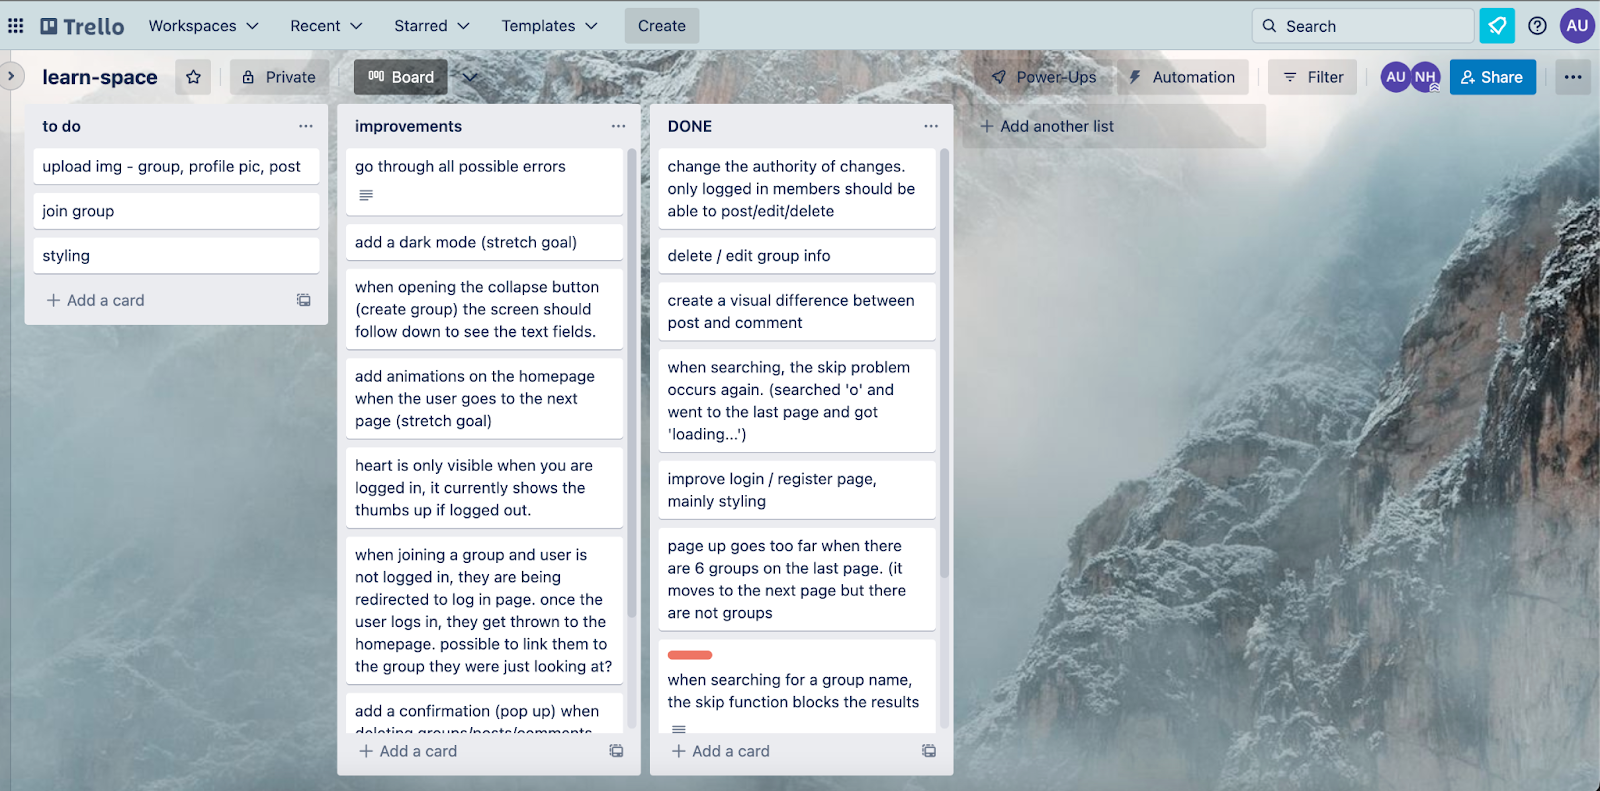 Trello Workspaces Recent Starred Templates Create Search AU
learn-space Private Board Power-Ups Automation Filter AU NH Share
to do
upload img - group, profile pic, post
join group
styling
Add a card
improvements
go through all possible errors
add a dark mode (stretch goal)
when opening the collapse button
(create group) the screen should
follow down to see the text fields.
add animations on the homepage
when the user goes to the next
page (stretch goal)
heart is only visible when you are
logged in, it currently shows the
thumbs up if logged out.
when joining a group and user is
not logged in, they are being
redirected to log in page. once the
user logs in, they get thrown to the
homepage. possible to link them to
the group they were just looking at?
add a confirmation (pop up) when
deleting groups/posts/comments
Add a card
DONE
change the authority of changes.
only logged in members should be
able to post/edit/delete
delete / edit group info
create a visual difference between
post and comment
when searching, the skip problem
occurs again. (searched 'o' and
went to the last page and got
'loading...')
improve login / register page,
mainly styling
page up goes too far when there
are 6 groups on the last page. (it
moves to the next page but there
are not groups
when searching for a group name,
the skip function blocks the results
Add a card
Add another list